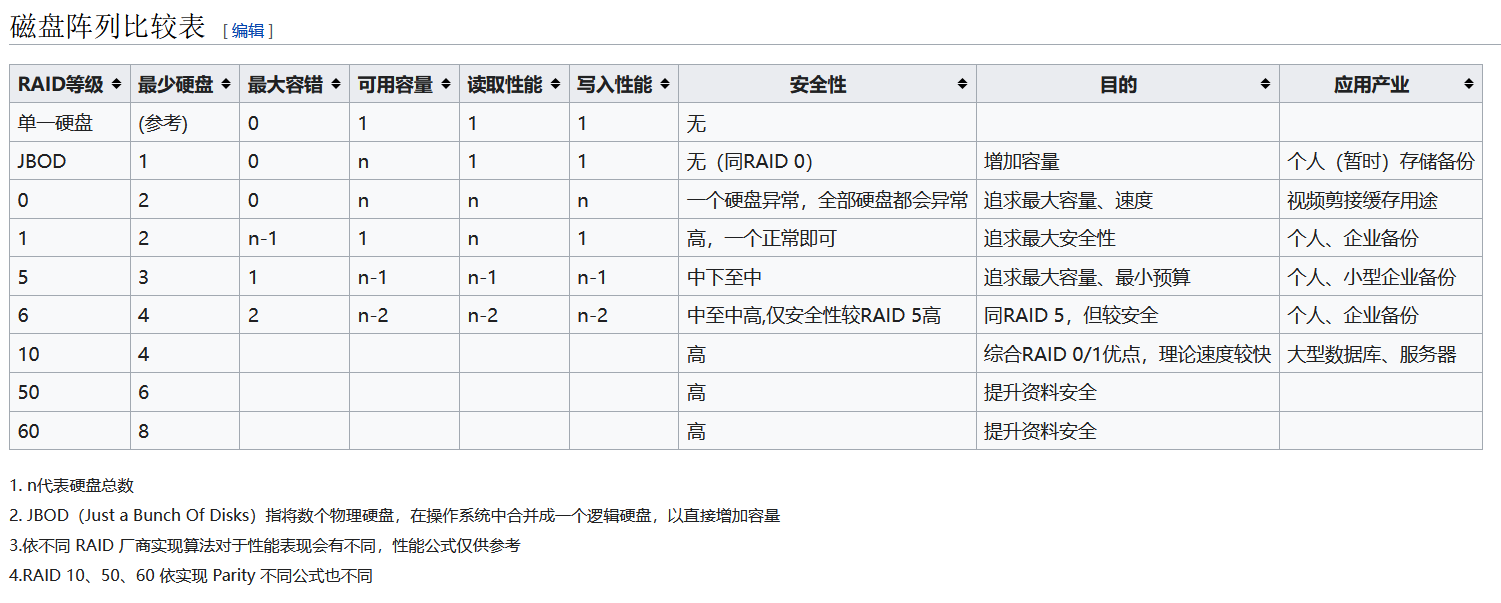 磁盘阵列比较表 [编辑]
RAID等级 最少硬盘 最大容错 可用容量 读取性能 写入性能 安全性 目的 应用产业
单一硬盘 (参考) 0 1 1 1 无
JBOD 1 0 n 1 1 无（同RAID 0） 增加容量 个人（暂时）存储备份
0 2 0 n n n 一个硬盘异常，全部硬盘都会异常 追求最大容量、速度 视频剪接缓存用途
1 2 n-1 1 n 1 高，一个正常即可 追求最大安全性 个人、企业备份
5 3 1 n-1 n-1 n-1 中下至中 追求最大容量、最小预算 个人、小型企业备份
6 4 2 n-2 n-2 n-2 中至中高,仅安全性较RAID 5高 同RAID 5，但较安全 个人、企业备份
10 4 高 综合RAID 0/1优点，理论速度较快 大型数据库、服务器
50 6 高 提升资料安全
60 8 高 提升资料安全
1. n代表硬盘总数
2. JBOD（Just a Bunch Of Disks）指将数个物理硬盘，在操作系统中合并成一个逻辑硬盘，以直接增加容量
3.依不同 RAID 厂商实现算法对于性能表现会有不同，性能公式仅供参考
4.RAID 10、50、60 依实现 Parity 不同公式也不同